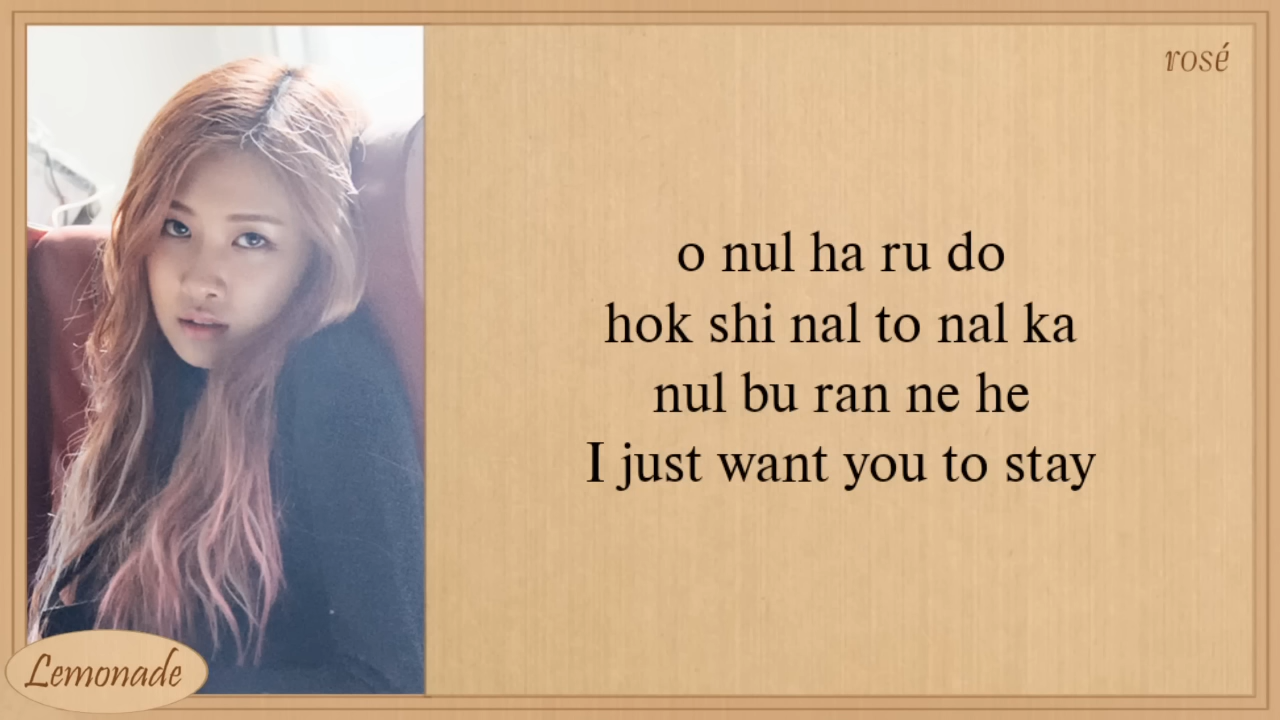 rosé
o nul ha ru do
hok shi nal to nal ka
nul bu ran ne he
I just want you to stay
Lemonade